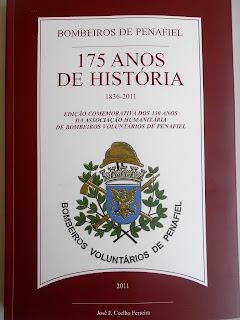 BOMBEIROS DE PENAFIEL
175 ANOS
DE HISTÓRIA
1836-2011
EDIÇÃO COMEMORATIVA DOS 130 ANOS
DA ASSOCIAÇÃO HUMANITÁRIA
DE BOMBEIROS VOLUNTÁRIOS DE PENAFIEL
BOMBEIROS VOLUNTÁRIOS DE PENAFIEL
2011
José F. Coelho Ferreira